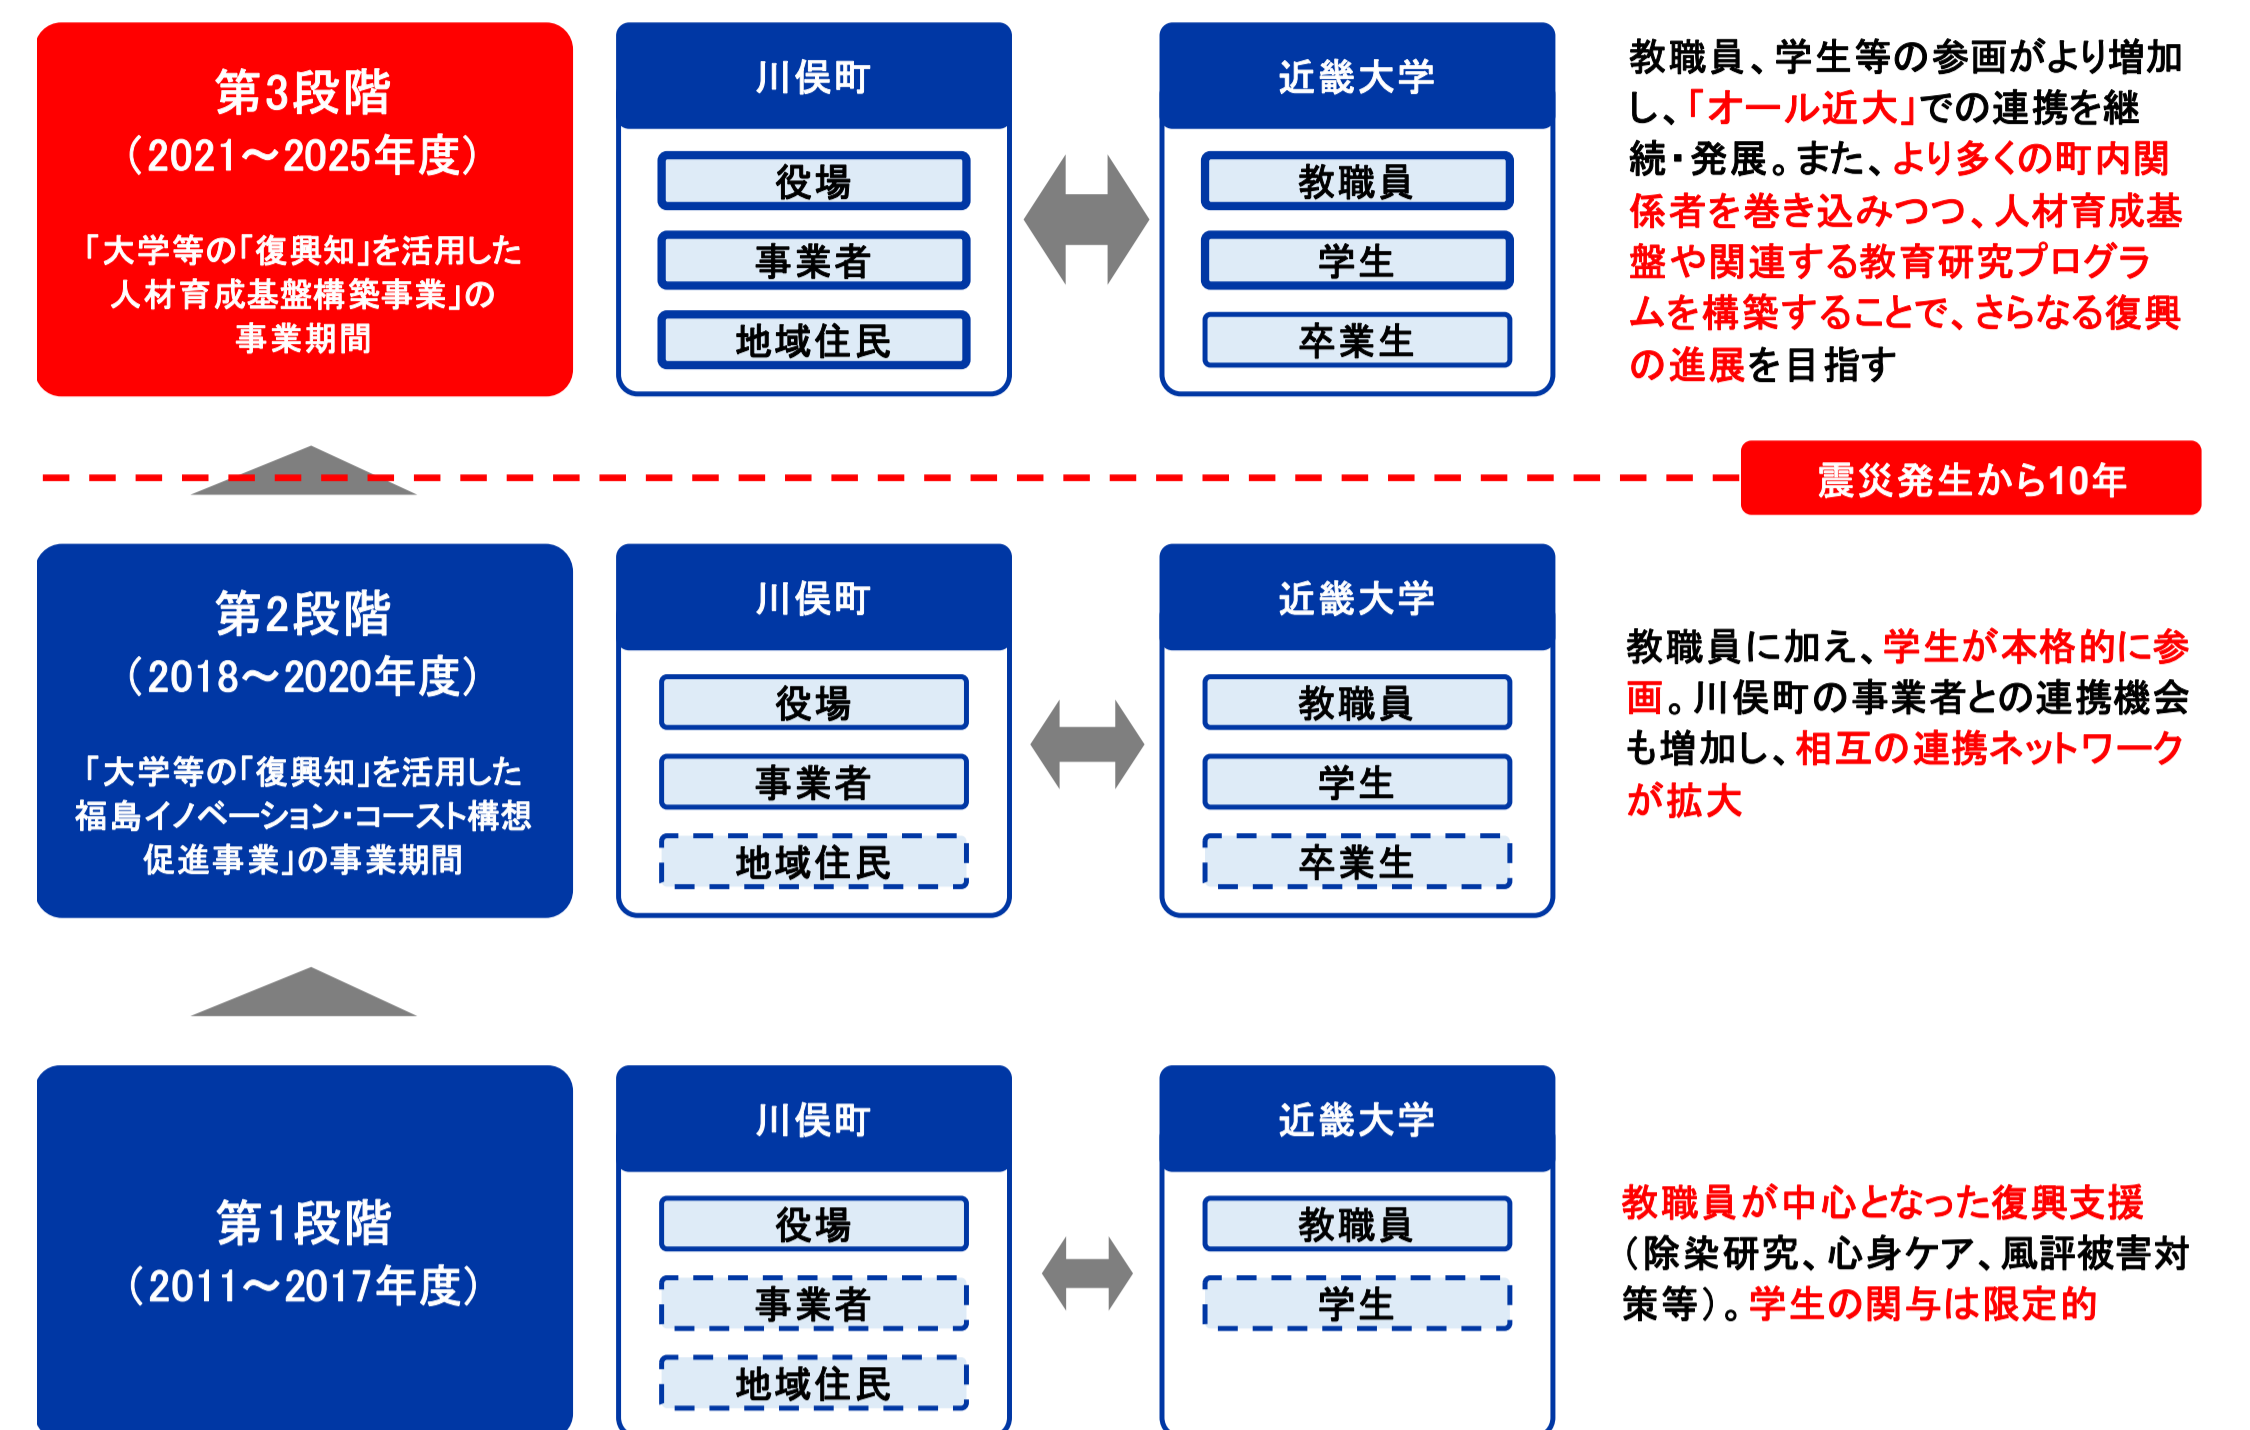 第3段階
（2021～2025年度）
「大学等の「復興知」を活用した
人材育成基盤構築事業」の
事業期間
川俣町
役場
事業者
地域住民
近畿大学
教職員
学生
卒業生
教職員、学生等の参画がより増加
し、「オール近大」での連携を継
続・発展。また、より多くの町内関
係者を巻き込みつつ、人材育成基
盤や関連する教育研究プログラ
ムを構築することで、さらなる復興
の進展を目指す
震災発生から10年
第2段階
（2018～2020年度）
「大学等の「復興知」を活用した
福島イノベーション・コースト構想
促進事業」の事業期間
川俣町
役場
事業者
地域住民
近畿大学
教職員
学生
卒業生
教職員に加え、学生が本格的に参
画。川俣町の事業者との連携機会
も増加し、相互の連携ネットワーク
が拡大
第1段階
（2011～2017年度）
川俣町
役場
事業者
地域住民
近畿大学
教職員
学生
教職員が中心となった復興支援
（除染研究、心身ケア、風評被害対
策等）。学生の関与は限定的